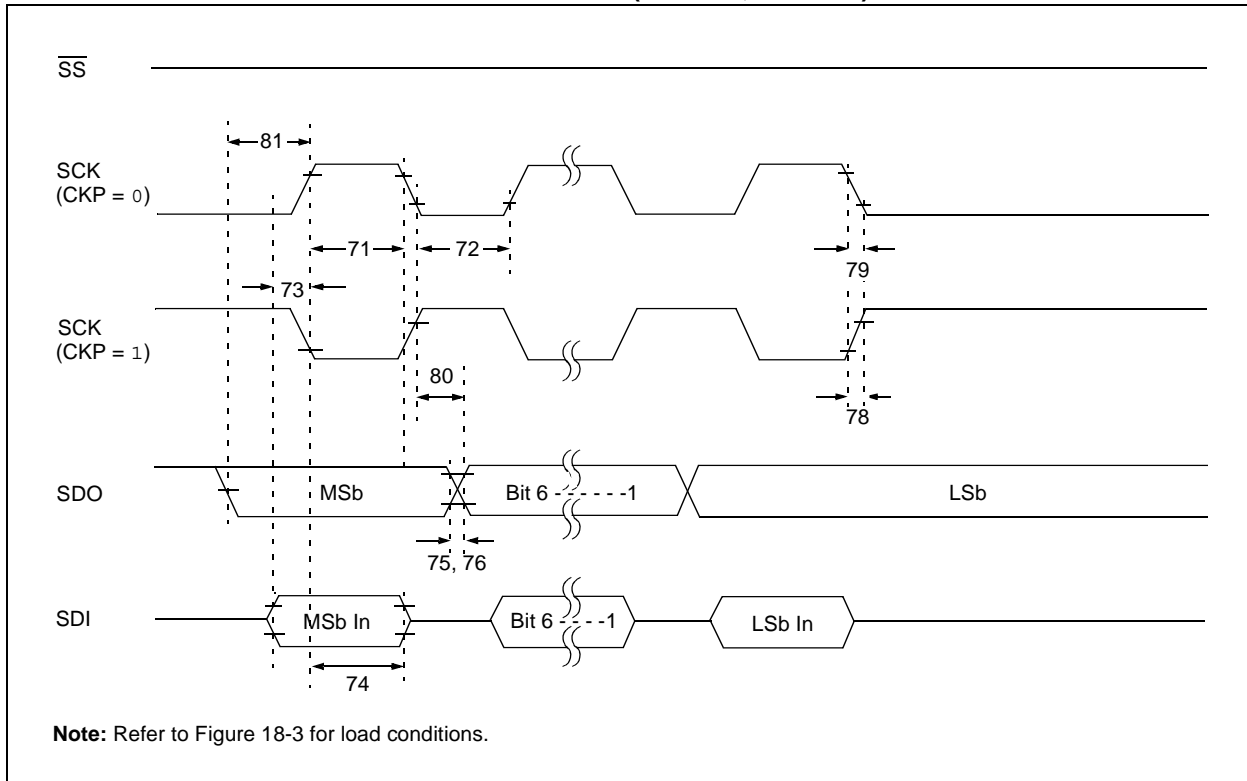 SS
81
SCK
(CKP = 0)
71
72
79
73
SCK
(CKP = 1)
80
78
SDO
MSb
Bit 6 - - - - - -1
LSb
75, 76
SDI
MSb In
Bit 6 - - - -1
LSb In
74
Note: Refer to Figure 18-3 for load conditions.